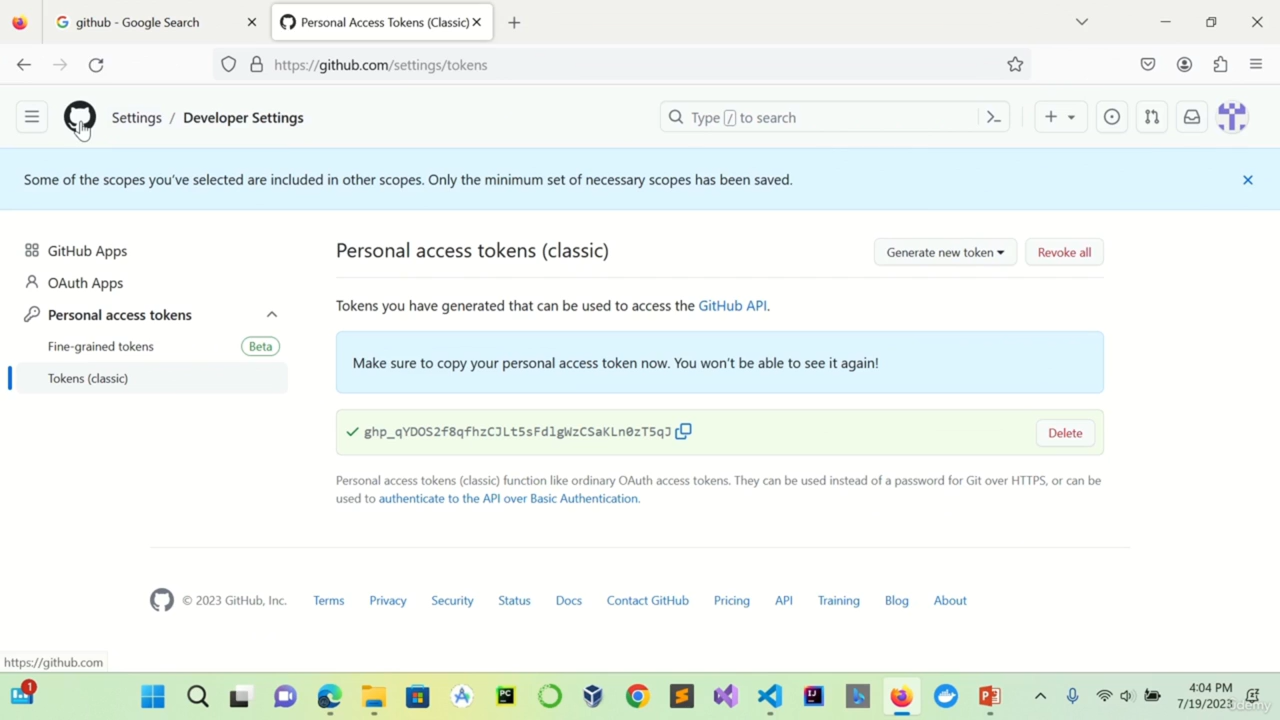 github - Google Search
Personal Access Tokens (Classic)
https://github.com/settings/tokens
Settings / Developer Settings
Type / to search
Some of the scopes you've selected are included in other scopes. Only the minimum set of necessary scopes has been saved.
GitHub Apps
OAuth Apps
Personal access tokens
Fine-grained tokens Beta
Tokens (classic)
Personal access tokens (classic)
Generate new token
Revoke all
Tokens you have generated that can be used to access the GitHub API.
Make sure to copy your personal access token now. You won't be able to see it again!
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
Delete
Personal access tokens (classic) function like ordinary OAuth access tokens. They can be used instead of a password for Git over HTTPS, or can be
used to authenticate to the API over Basic Authentication.
© 2023 GitHub, Inc. Terms Privacy Security Status Docs Contact GitHub Pricing API Training Blog About
https://github.com
1
PC
4:04 PM
7/19/2023
Udemy